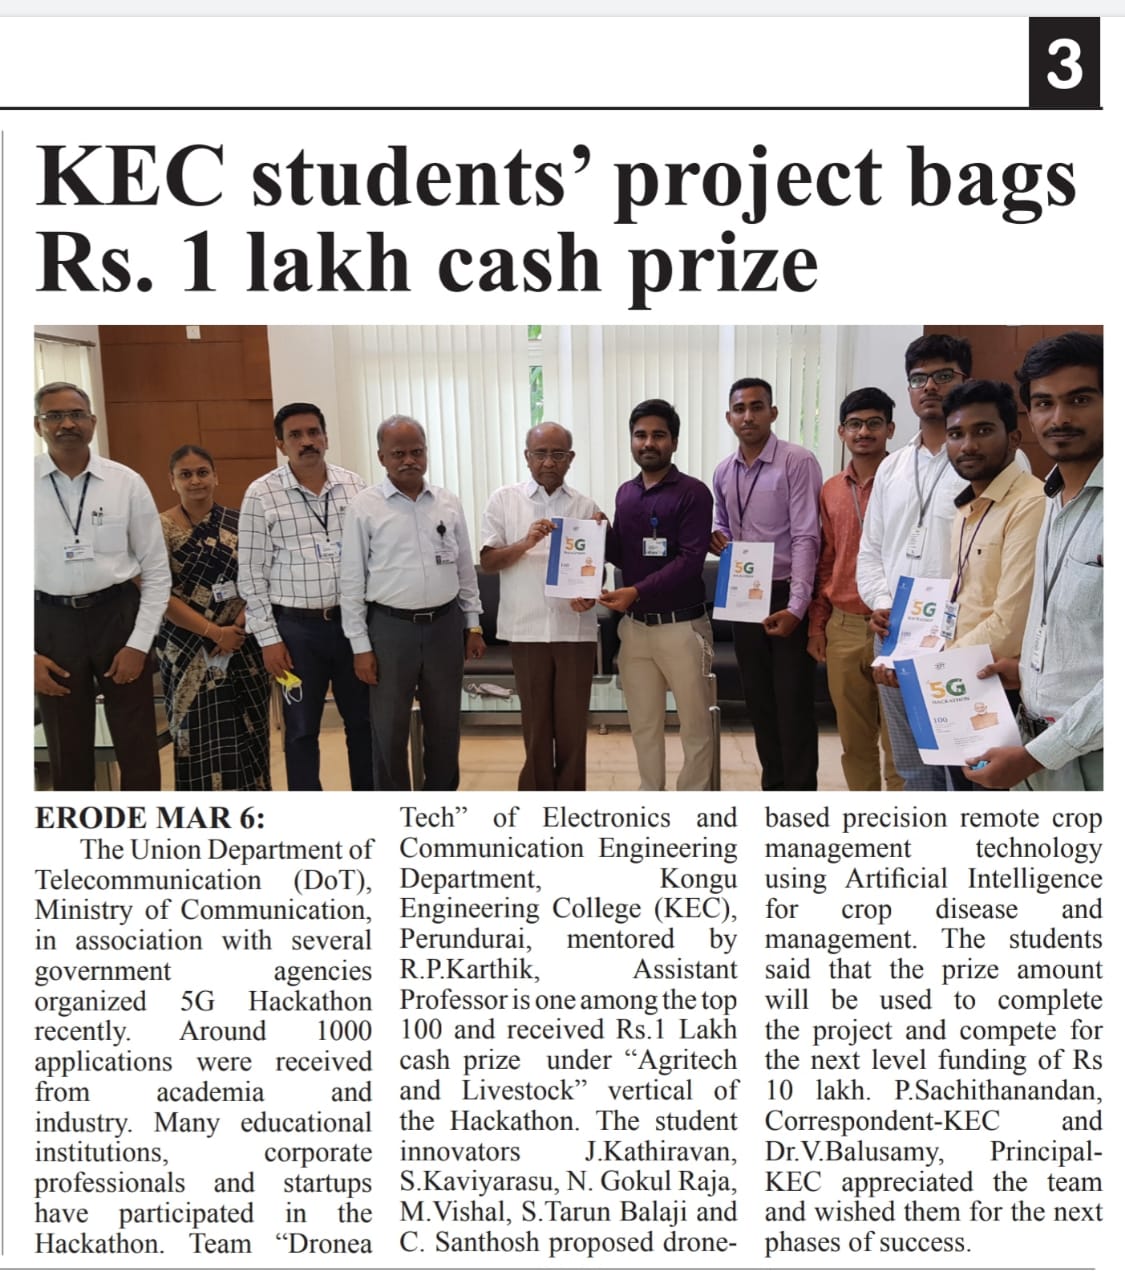 3
KEC students’ project bags
Rs. 1 lakh cash prize
5G
HACKATHON
100
5G
HACKATHON
100
5G
HACKATHON
100
5G
HACKATHON
100
ERODE MAR 6:
The Union Department of
Telecommunication (DoT),
Ministry of Communication,
in association with several
government agencies
organized 5G Hackathon
recently. Around 1000
applications were received
from academia and
industry. Many educational
institutions, corporate
professionals and startups
have participated in the
Hackathon. Team “Dronea
Tech” of Electronics and
Communication Engineering
Department, Kongu
Engineering College (KEC),
Perundurai, mentored by
R.P.Karthik, Assistant
Professor is one among the top
100 and received Rs.1 Lakh
cash prize under “Agritech
and Livestock” vertical of
the Hackathon. The student
innovators J.Kathiravan,
S.Kaviyarasu, N. Gokul Raja,
M.Vishal, S.Tarun Balaji and
C. Santhosh proposed drone-
based precision remote crop
management technology
using Artificial Intelligence
for crop disease and
management. The students
said that the prize amount
will be used to complete
the project and compete for
the next level funding of Rs
10 lakh. P.Sachithanandan,
Correspondent-KEC and
Dr.V.Balusamy, Principal-
KEC appreciated the team
and wished them for the next
phases of success.